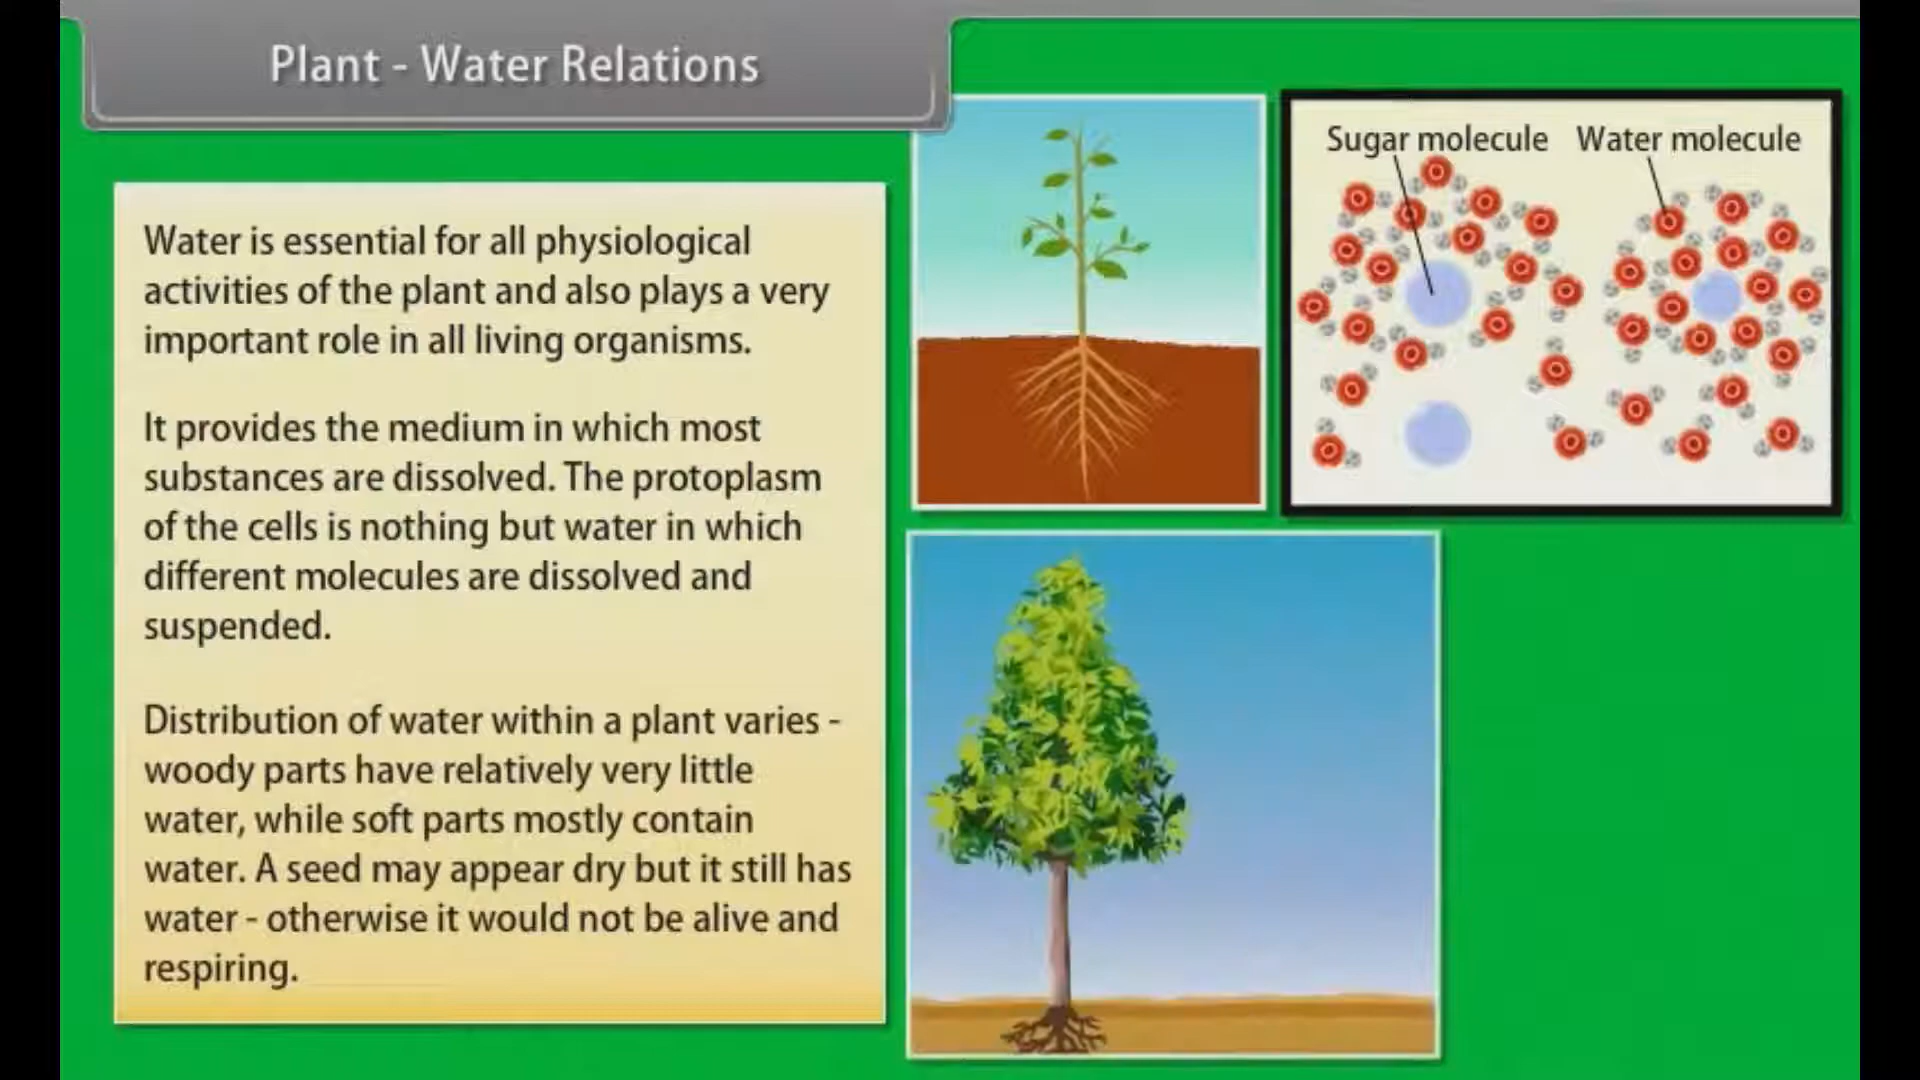 Plant - Water Relations
Water is essential for all physiological
activities of the plant and also plays a very
important role in all living organisms.
It provides the medium in which most
substances are dissolved. The protoplasm
of the cells is nothing but water in which
different molecules are dissolved and
suspended.
Distribution of water within a plant varies -
woody parts have relatively very little
water, while soft parts mostly contain
water. A seed may appear dry but it still has
water - otherwise it would not be alive and
respiring.
Sugar molecule
Water molecule